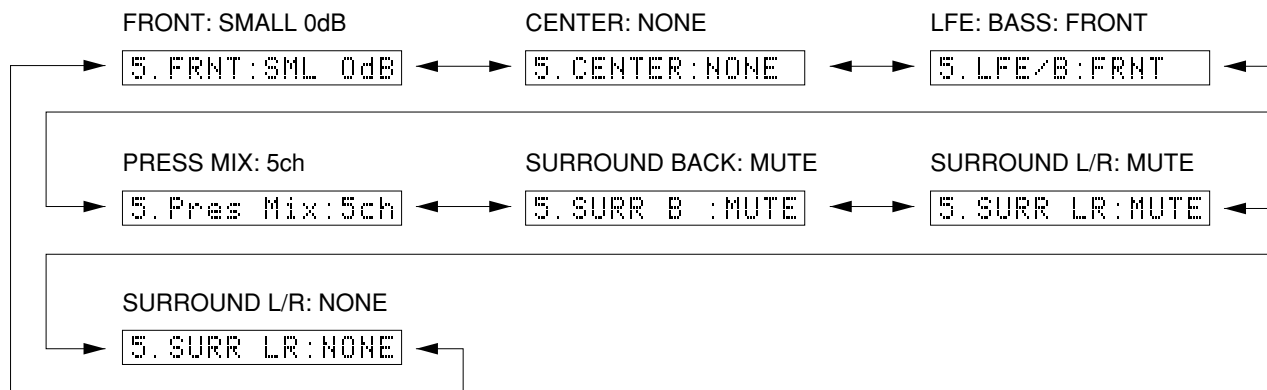 FRONT: SMALL 0dB
CENTER: NONE
LFE: BASS: FRONT
5.FRNT:SML 0dB
5.CENTER:NONE
5.LFE/B:FRNT
PRESS MIX: 5ch
SURROUND BACK: MUTE
SURROUND L/R: MUTE
5.Pres Mix:5ch
5.SURR B :MUTE
5.SURR LR:MUTE
SURROUND L/R: NONE
5.SURR LR:NONE